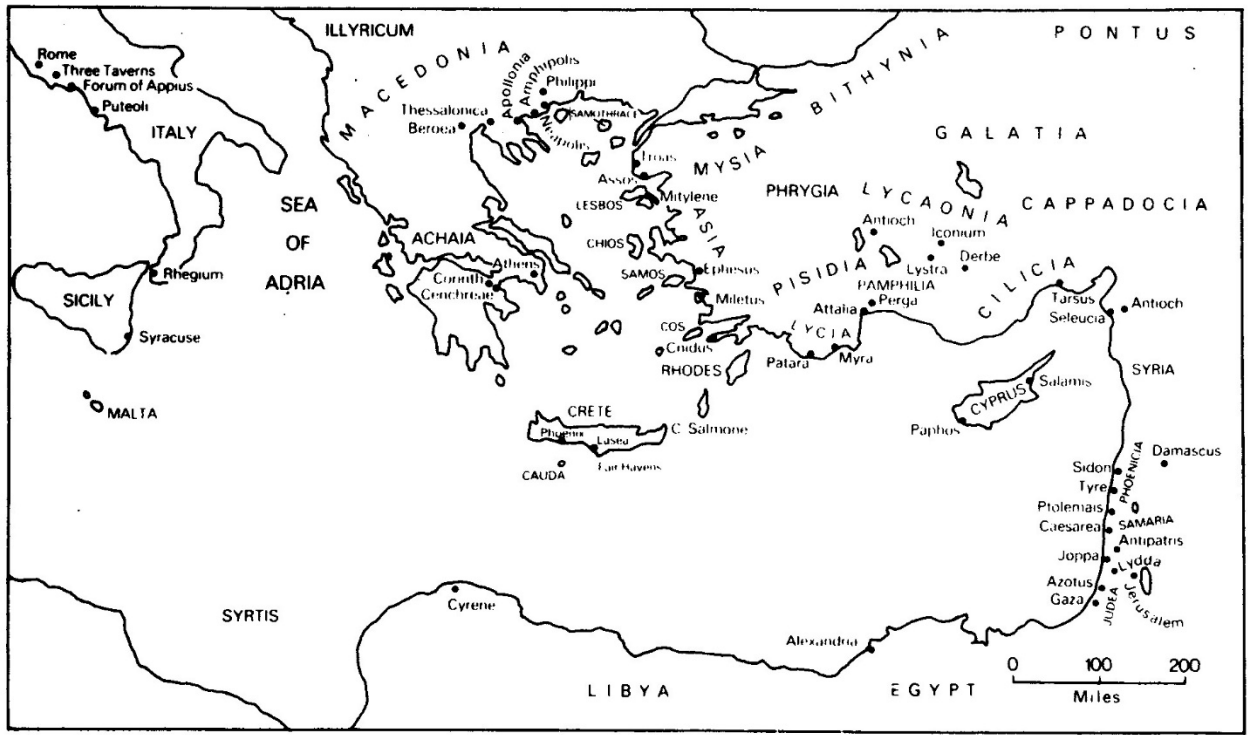 ILLYRICUM
PONTUS
Rome
Three Taverns
Forum of Appius
Puteoli
ITALY
MACEDONIA
Apollonia
Amphipolis
Philippi
Neapolis
SAMOTHRACE
Thessalonica
Beroea
BITHYNIA
MYSIA
GALATIA
Troas
Assos
Mitylene
LESBOS
ASIA
PHRYGIA
LYCAONIA
CAPPADOCIA
Antioch
Iconium
Lystra
Derbe
SEA
OF
ADRIA
ACHAIA
CHIOS
Athens
Corinth
Cenchreae
SAMOS
Ephesus
Miletus
PISIDIA
PAMPHILIA
Perga
Attalia
CILICIA
Tarsus
Seleucia
Antioch
Rhegium
SICILY
Syracuse
MALTA
COS
Cnidus
LYCIA
Patara
Myra
RHODES
CYPRUS
Salamis
Paphos
SYRIA
CRETE
Phoenix
Lasea
Fair Havens
C. Salmone
CAUDA
Sidon
Damascus
Tyre
PHOENICIA
Ptolemais
Caesarea
SAMARIA
Antipatris
Joppa
Lydda
Azotus
Gaza
JUDEA
Jerusalem
SYRTIS
Cyrene
Alexandria
LIBYA
EGYPT
0 100 200
Miles